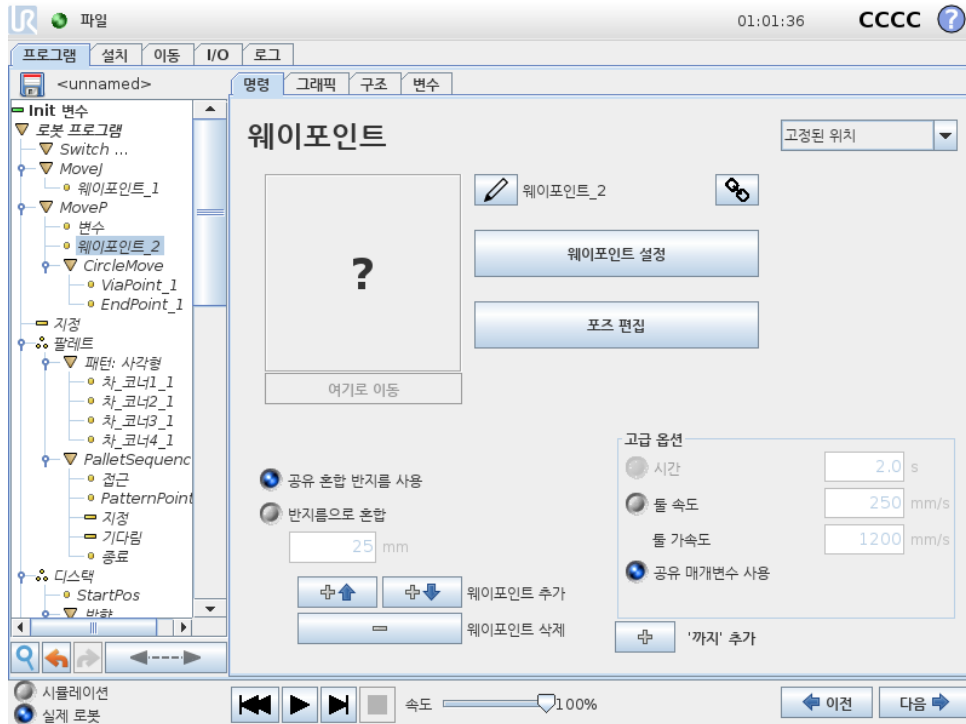 UR 파일 01:01:36 CCCC ?
프로그램 설치 이동 I/O 로그
<unnamed>
명령 그래픽 구조 변수
Init 변수
로봇 프로그램
Switch ...
MoveJ
웨이포인트_1
MoveP
변수
웨이포인트_2
CircleMove
ViaPoint_1
EndPoint_1
지정
팔레트
패턴: 사각형
차_코너1_1
차_코너2_1
차_코너3_1
차_코너4_1
PalletSequenc
접근
PatternPoint
지정
기다림
종료
디스택
StartPos
방향
웨이포인트
고정된 위치
?
웨이포인트_2
웨이포인트 설정
포즈 편집
여기로 이동
공유 혼합 반지름 사용
반지름으로 혼합
25 mm
웨이포인트 추가
웨이포인트 삭제
고급 옵션
시간 2.0 s
툴 속도 250 mm/s
툴 가속도 1200 mm/s
공유 매개변수 사용
'까지' 추가
시뮬레이션
실제 로봇
속도 100%
이전 다음